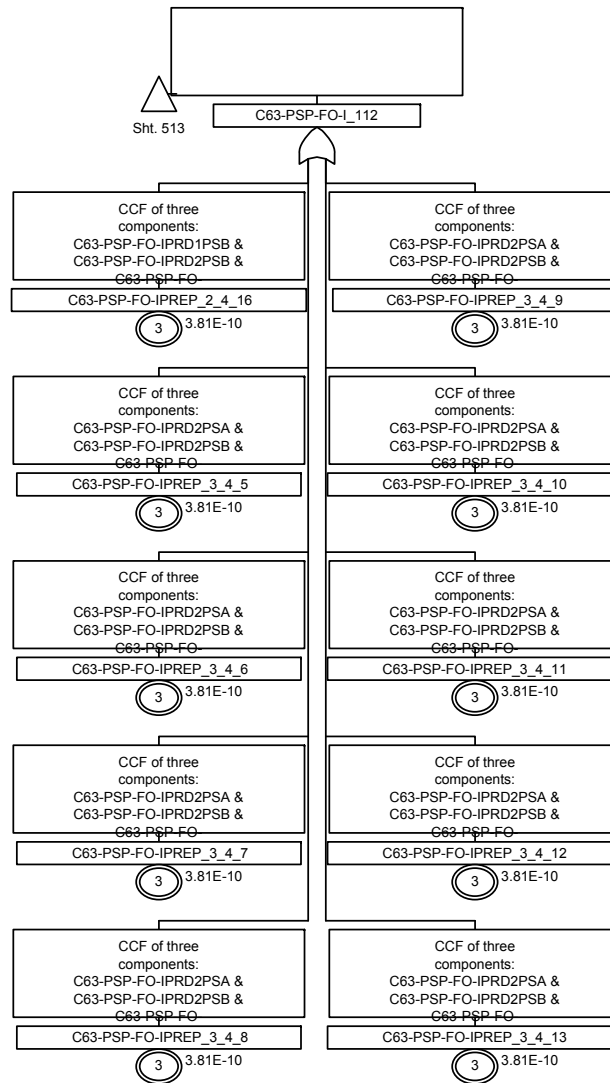 Sht. 513
C63-PSP-FO-I_112
CCF of three
components:
C63-PSP-FO-IPRD1PSB &
C63-PSP-FO-IPRD2PSB &
C63-PSP-FO-
C63-PSP-FO-IPREP_2_4_16
3
3.81E-10
CCF of three
components:
C63-PSP-FO-IPRD2PSA &
C63-PSP-FO-IPRD2PSB &
C63-PSP-FO-
C63-PSP-FO-IPREP_3_4_9
3
3.81E-10
CCF of three
components:
C63-PSP-FO-IPRD2PSA &
C63-PSP-FO-IPRD2PSB &
C63-PSP-FO-
C63-PSP-FO-IPREP_3_4_5
3
3.81E-10
CCF of three
components:
C63-PSP-FO-IPRD2PSA &
C63-PSP-FO-IPRD2PSB &
C63-PSP-FO-
C63-PSP-FO-IPREP_3_4_10
3
3.81E-10
CCF of three
components:
C63-PSP-FO-IPRD2PSA &
C63-PSP-FO-IPRD2PSB &
C63-PSP-FO-
C63-PSP-FO-IPREP_3_4_6
3
3.81E-10
CCF of three
components:
C63-PSP-FO-IPRD2PSA &
C63-PSP-FO-IPRD2PSB &
C63-PSP-FO-
C63-PSP-FO-IPREP_3_4_11
3
3.81E-10
CCF of three
components:
C63-PSP-FO-IPRD2PSA &
C63-PSP-FO-IPRD2PSB &
C63-PSP-FO-
C63-PSP-FO-IPREP_3_4_7
3
3.81E-10
CCF of three
components:
C63-PSP-FO-IPRD2PSA &
C63-PSP-FO-IPRD2PSB &
C63-PSP-FO-
C63-PSP-FO-IPREP_3_4_12
3
3.81E-10
CCF of three
components:
C63-PSP-FO-IPRD2PSA &
C63-PSP-FO-IPRD2PSB &
C63-PSP-FO-
C63-PSP-FO-IPREP_3_4_8
3
3.81E-10
CCF of three
components:
C63-PSP-FO-IPRD2PSA &
C63-PSP-FO-IPRD2PSB &
C63-PSP-FO-
C63-PSP-FO-IPREP_3_4_13
3
3.81E-10